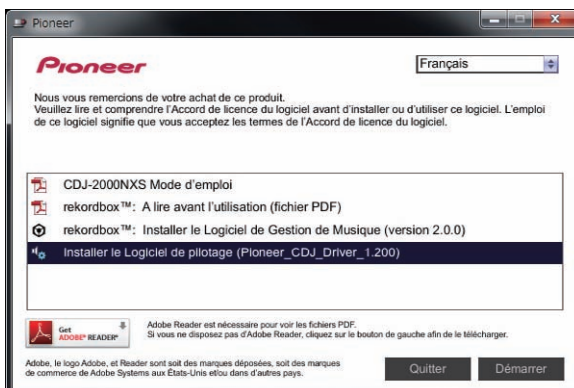 Pioneer
Pioneer
Français
Nous vous remercions de votre achat de ce produit.
Veuillez lire et comprendre l'Accord de licence du logiciel avant d'installer ou d'utiliser ce logiciel. L'emploi
de ce logiciel signifie que vous acceptez les termes de l'Accord de licence du logiciel.
CDJ-2000NXS Mode d'emploi
rekordbox™: A lire avant l'utilisation (fichier PDF)
rekordbox™: Installer le Logiciel de Gestion de Musique (version 2.0.0)
Installer le Logiciel de pilotage (Pioneer_CDJ_Driver_1.200)
Get
ADOBE® READER®
Adobe Reader est nécessaire pour voir les fichiers PDF.
Si vous ne disposez pas d'Adobe Reader, cliquez sur le bouton de gauche afin de le télécharger.
Adobe, le logo Adobe, et Reader sont soit des marques déposées, soit des marques
de commerce de Adobe Systems aux États-Unis et/ou dans d'autres pays.
Quitter
Démarrer